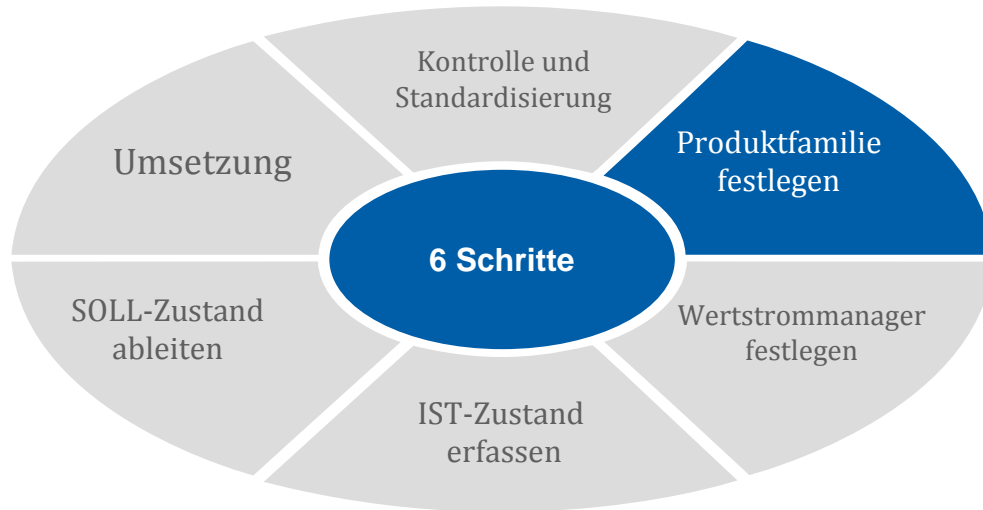 Kontrolle und
Standardisierung
Produktfamilie
festlegen
Umsetzung
6 Schritte
SOLL-Zustand
ableiten
Wertstrommanager
festlegen
IST-Zustand
erfassen